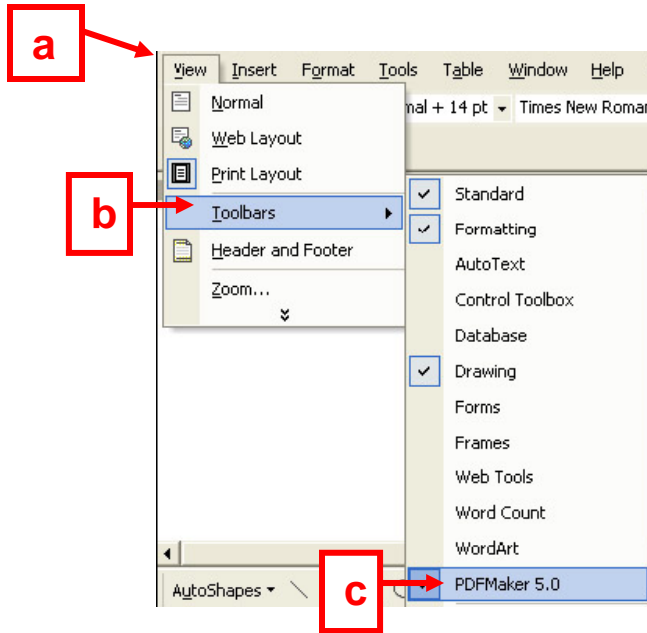 a
View Insert Format Tools Table Window Help
Normal
nal + 14 pt Times New Roman
Web Layout
Print Layout
b
Toolbars
Header and Footer
Zoom...
Standard
Formatting
AutoText
Control Toolbox
Database
Drawing
Forms
Frames
Web Tools
Word Count
WordArt
PDFMaker 5.0
AutoShapes
c